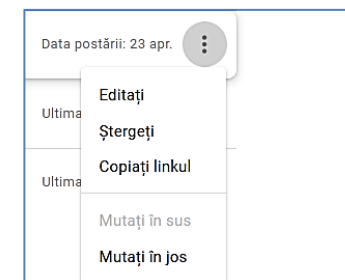 Data postării: 23 apr.
Editați
Ultima
Ștergeți
Copiați linkul
Ultima
Mutați în sus
Mutați în jos